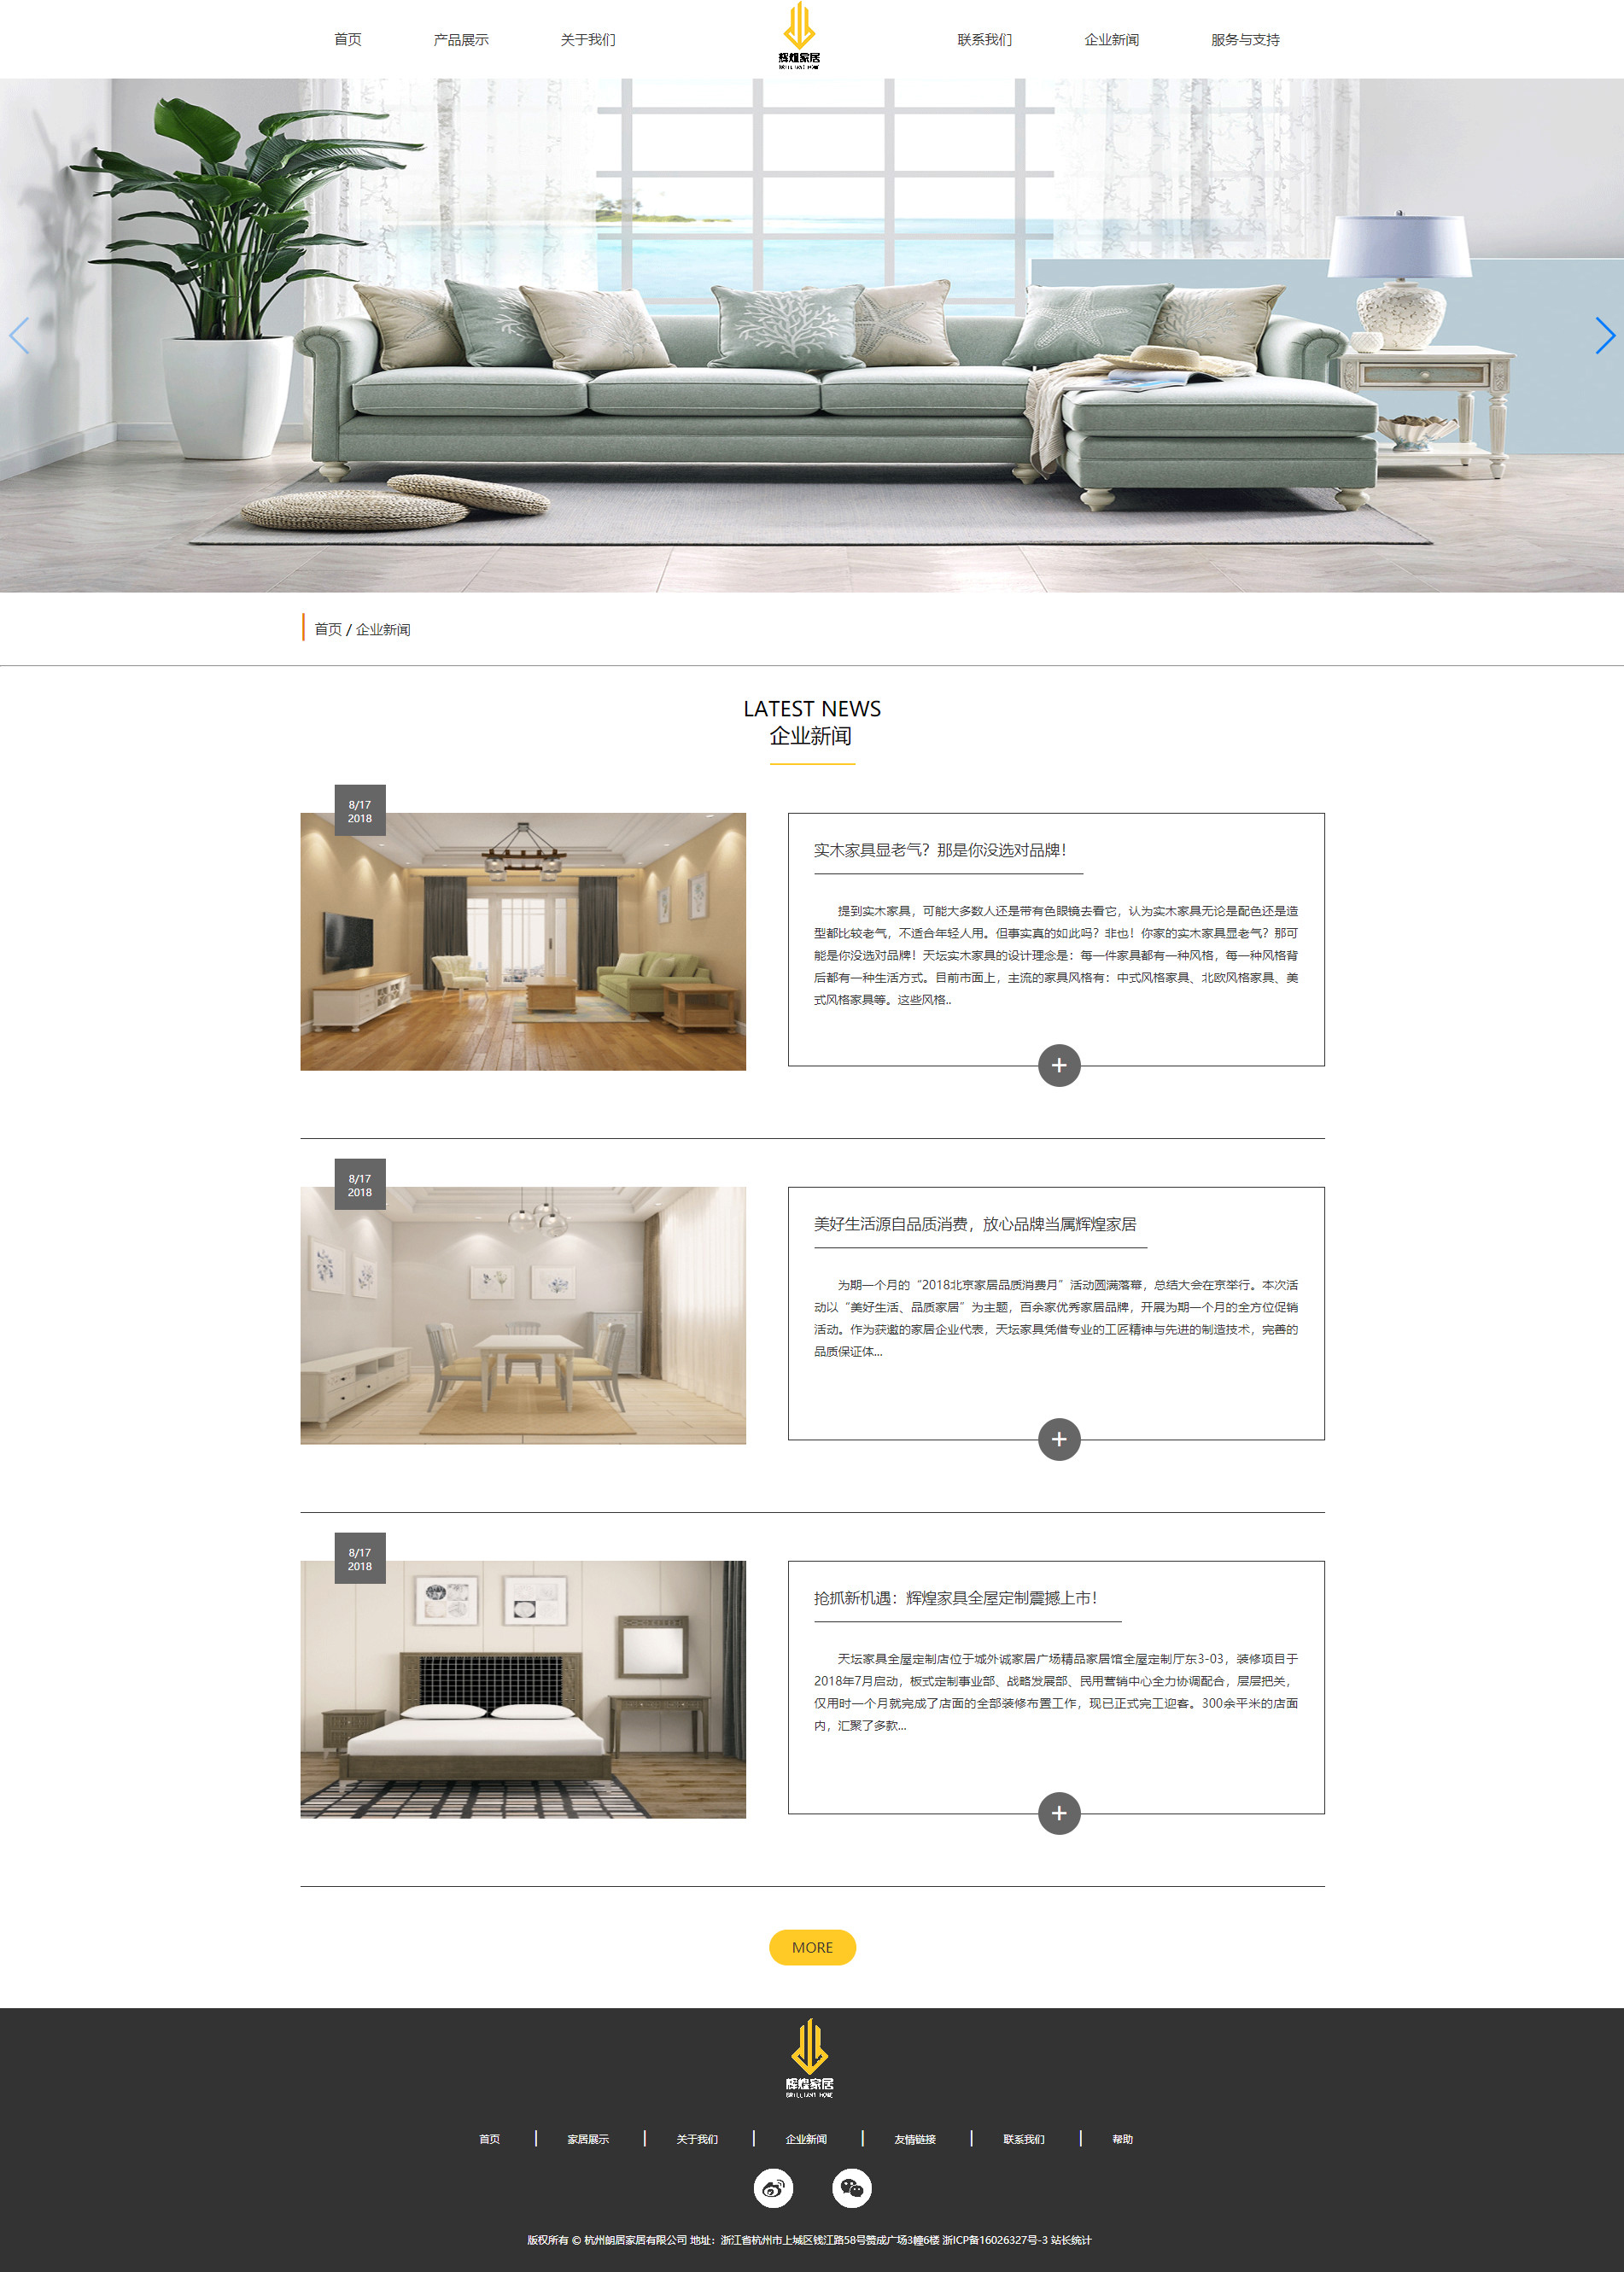 首页 产品展示 关于我们 辉煌家居 联系我们 企业新闻 服务与支持
BRILLIANT HOME
首页 / 企业新闻
LATEST NEWS
企业新闻
8/17
2018
实木家具显老气？那是你没选对品牌！
提到实木家具，可能大多数人还是带有色眼镜去看它，认为实木家具无论是配色还是造
型都比较老气，不适合年轻人用。但事实真的如此吗？非也！你家的实木家具显老气？那可
能是你没选对品牌！天坛实木家具的设计理念是：每一件家具都有一种风格，每一种风格背
后都有一种生活方式。目前市面上，主流的家具风格有：中式风格家具、北欧风格家具、美
式风格家具等。这些风格..
+
8/17
2018
美好生活源自品质消费，放心品牌当属辉煌家居
为期一个月的“2018北京家居品质消费月”活动圆满落幕，总结大会在京举行。本次活
动以“美好生活、品质家居”为主题，百余家优秀家居品牌，开展为期一个月的全方位促销
活动。作为获邀的家居企业代表，天坛家具凭借专业的工匠精神与先进的制造技术，完善的
品质保证体...
+
8/17
2018
抢抓新机遇：辉煌家具全屋定制震撼上市！
天坛家具全屋定制店位于城外诚家居广场精品家居馆全屋定制厅东3-03，装修项目于
2018年7月启动，板式定制事业部、战略发展部、民用营销中心全力协调配合，层层把关，
仅用时一个月就完成了店面的全部装修布置工作，现已正式完工迎客。300余平米的店面
内，汇聚了多款...
+
MORE
辉煌家居
BRILLIANT HOME
首页 | 家居展示 | 关于我们 | 企业新闻 | 友情链接 | 联系我们 | 帮助
版权所有 © 杭州朗居家居有限公司 地址：浙江省杭州市上城区钱江路58号赞成广场3幢6楼 浙ICP备16026327号-3 站长统计